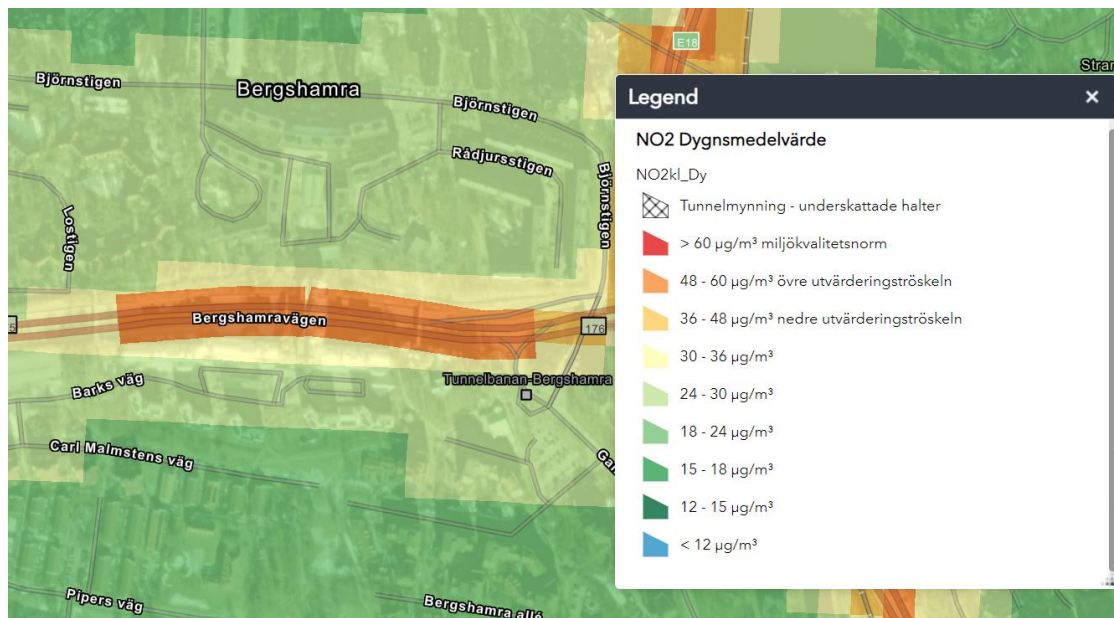 E18
Stran
Björnstigen
Bergshamra
Björnstigen
Rådjursstigen
Björnstigen
Lostigen
Bergshamravägen
176
Tunnelbanan-Bergshamra
Barks väg
Carl Malmstens väg
Pipers väg
Bergshamra allé
Legend
×
NO2 Dygnsmedelvärde
NO2kl_Dy
Tunnelmynning - underskattade halter
> 60 µg/m³ miljökvalitetsnorm
48 - 60 µg/m³ övre utvärderingströskeln
36 - 48 µg/m³ nedre utvärderingströskeln
30 - 36 µg/m³
24 - 30 µg/m³
18 - 24 µg/m³
15 - 18 µg/m³
12 - 15 µg/m³
< 12 µg/m³